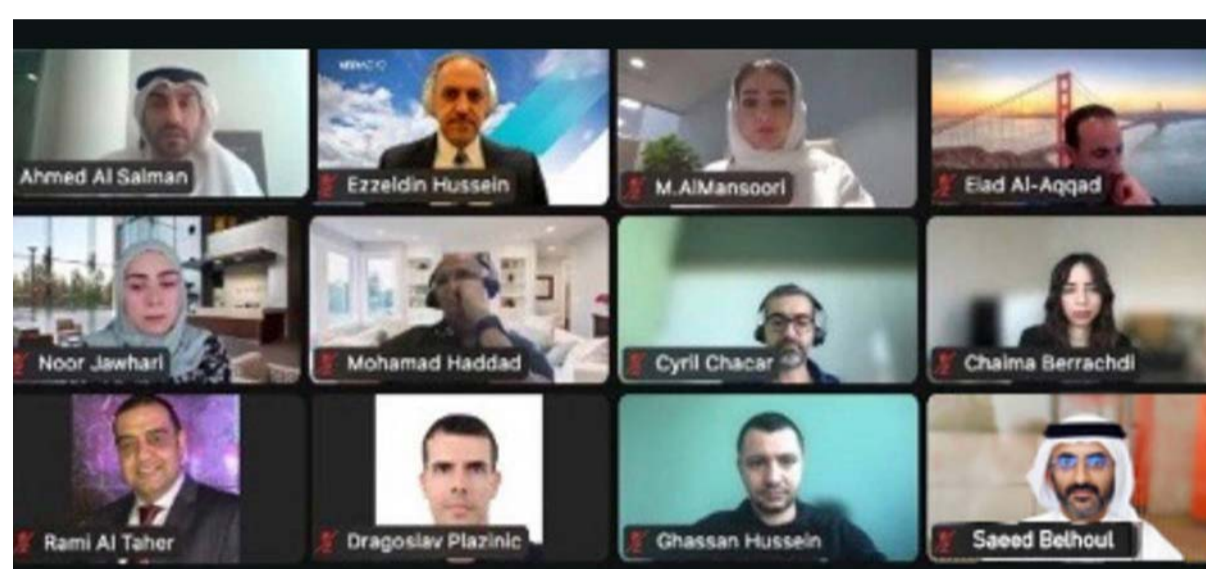 Ahmed Al Salman
Ezzeldin Hussein
M.AlMansoori
Eiad Al-Aqqad
Noor Jawhari
Mohamad Haddad
Cyril Chacar
Chaima Berrachdi
Rami Al Taher
Dragoslav Plazinic
Ghassan Hussein
Saeed Belhoul